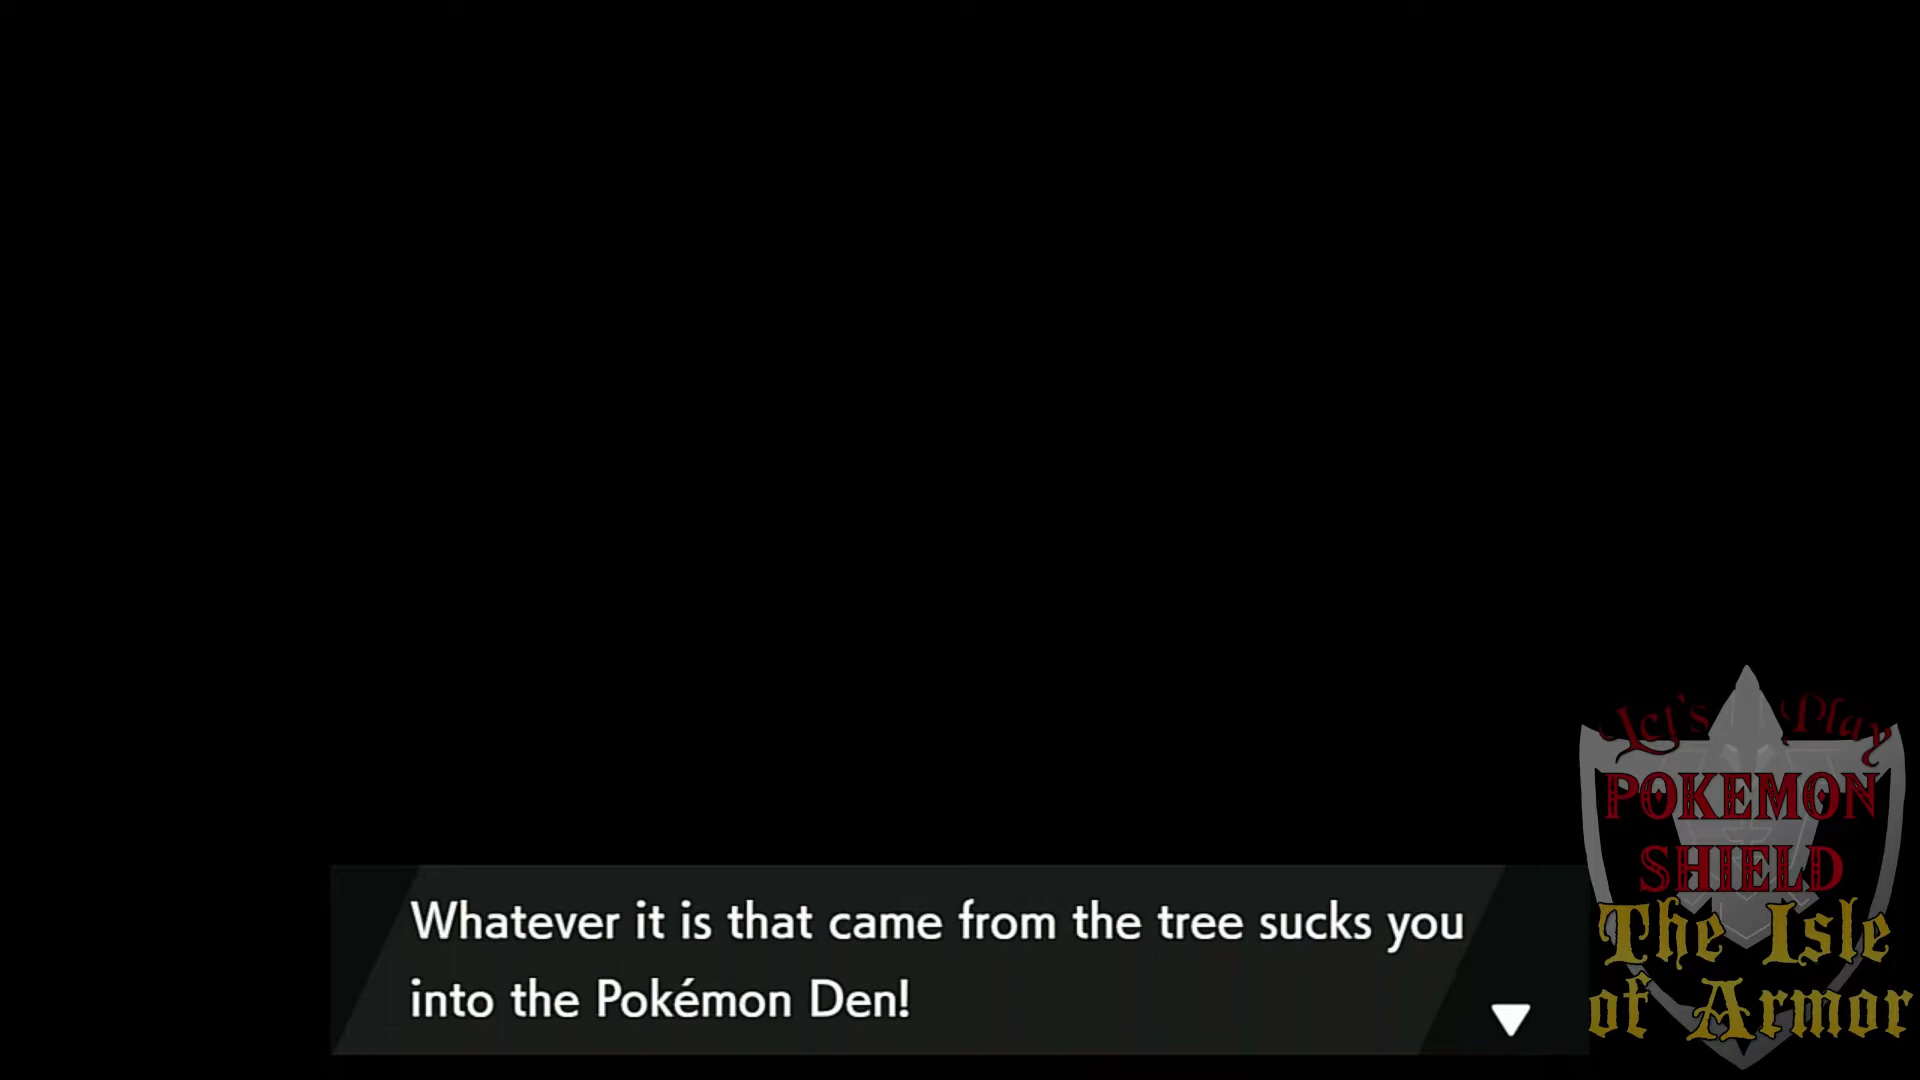 Let's Play
POKEMON
SHIELD
The Isle
of Armor
Whatever it is that came from the tree sucks you
into the Pokémon Den!